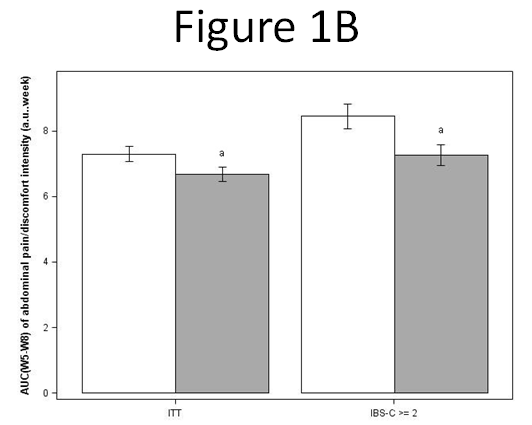 Figure 1B
AUC(W5-W8) of abdominal pain/discomfort intensity (a.u..week)
8
6
4
2
0
a
a
ITT
IBS-C >= 2